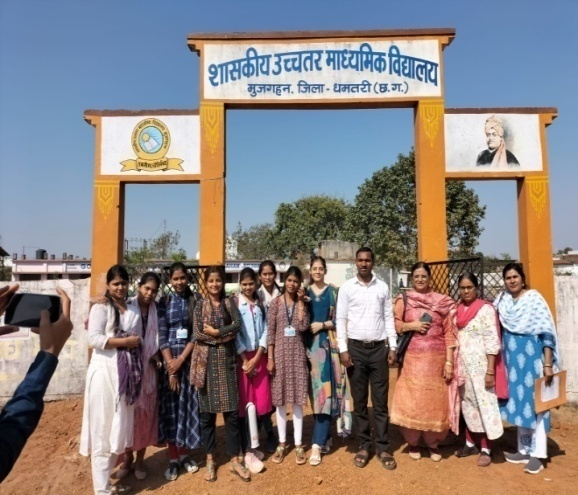 शासकीय उच्चतर माध्यमिक विद्यालय
मुजगहन, जिला - धमतरी (छ.ग.)